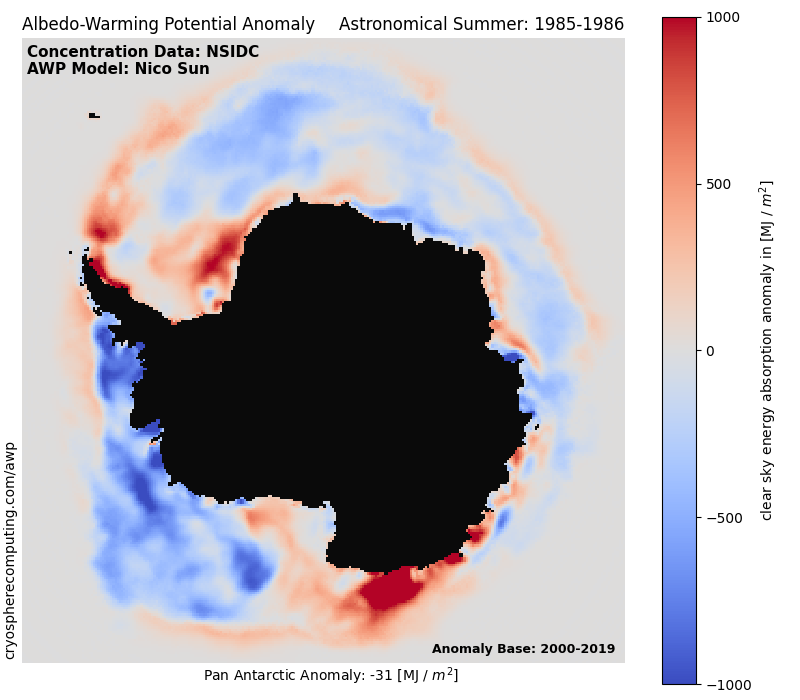 Albedo-Warming Potential Anomaly
Astronomical Summer: 1985-1986
Concentration Data: NSIDC
AWP Model: Nico Sun
cryospherecomputing.com/awp
Anomaly Base: 2000-2019
Pan Antarctic Anomaly: -31 [MJ / m²]
1000
500
0
−500
−1000
clear sky energy absorption anomaly in [MJ / m²]